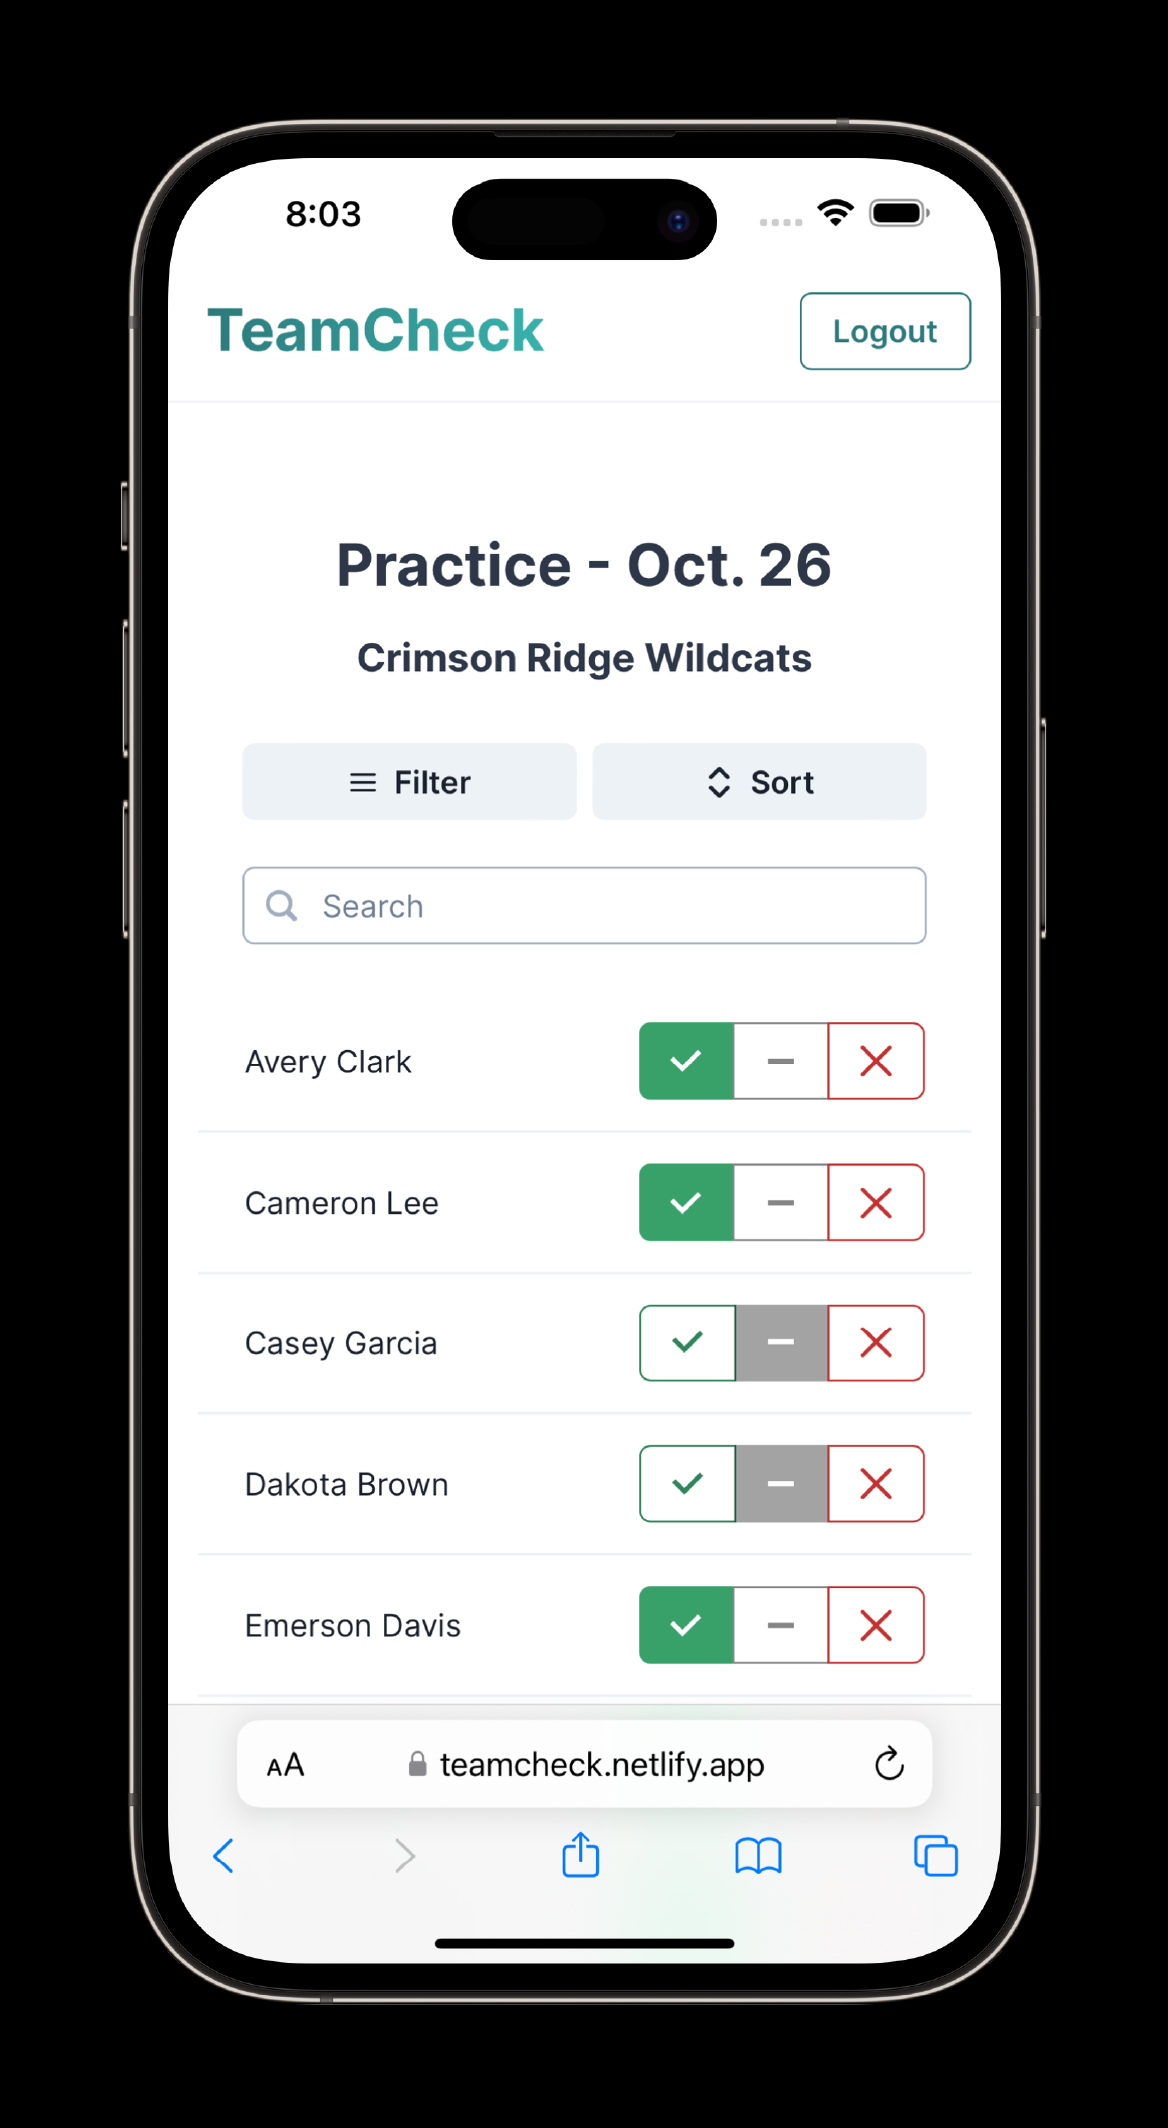 8:03
TeamCheck
Logout
Practice - Oct. 26
Crimson Ridge Wildcats
Filter
Sort
Search
Avery Clark
Cameron Lee
Casey Garcia
Dakota Brown
Emerson Davis
AA
teamcheck.netlify.app